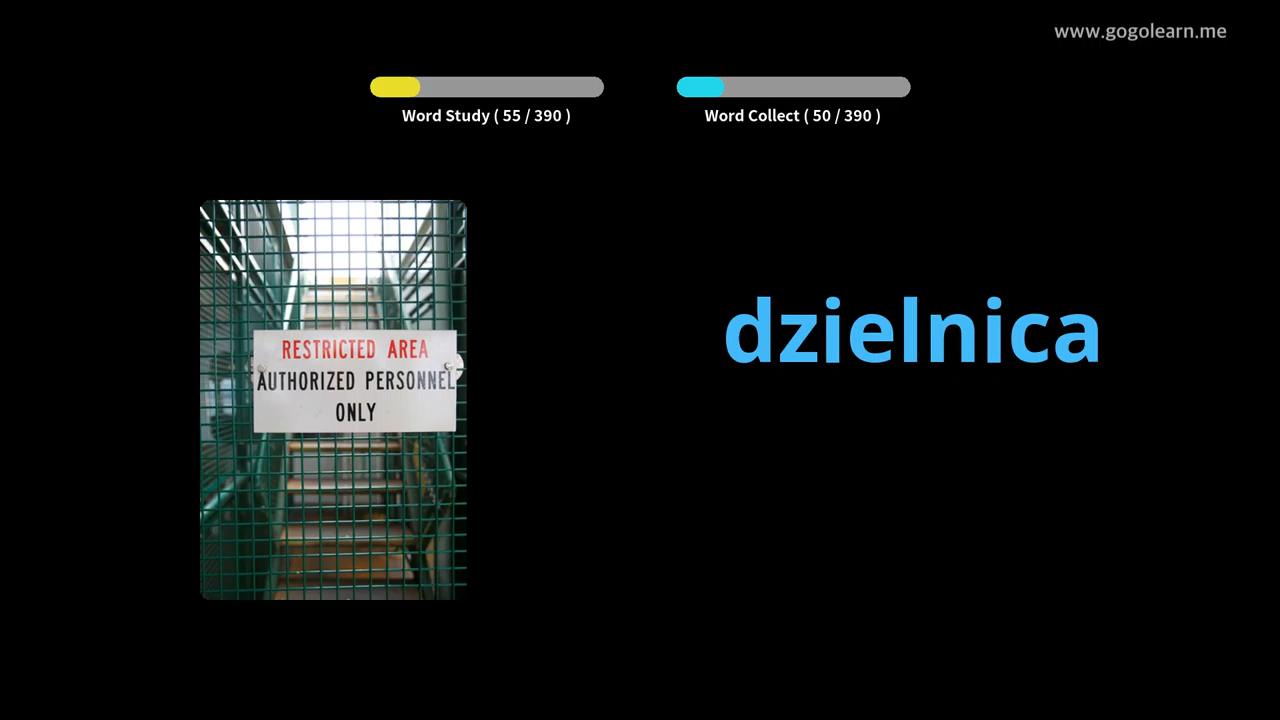 www.gogolearn.me
Word Study ( 55 / 390 )
Word Collect ( 50 / 390 )
RESTRICTED AREA
AUTHORIZED PERSONNEL
ONLY
dzielnica